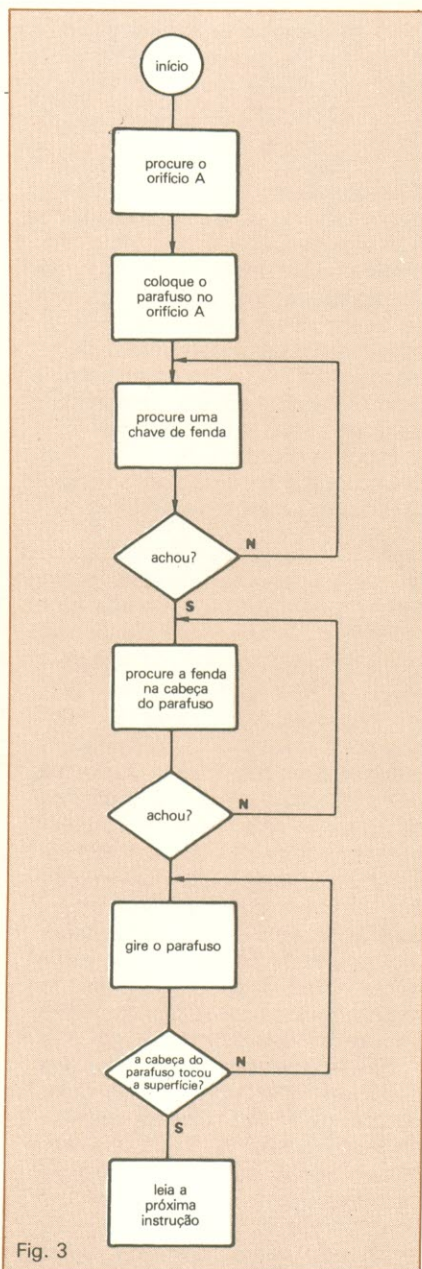 início
procure o
orifício A
coloque o
parafuso no
orifício A
procure uma
chave de fenda
achou?
N
S
procure a fenda
na cabeça
do parafuso
achou?
N
gire o parafuso
a cabeça do
parafuso tocou
a superfície?
N
S
leia a
próxima
instrução
Fig. 3